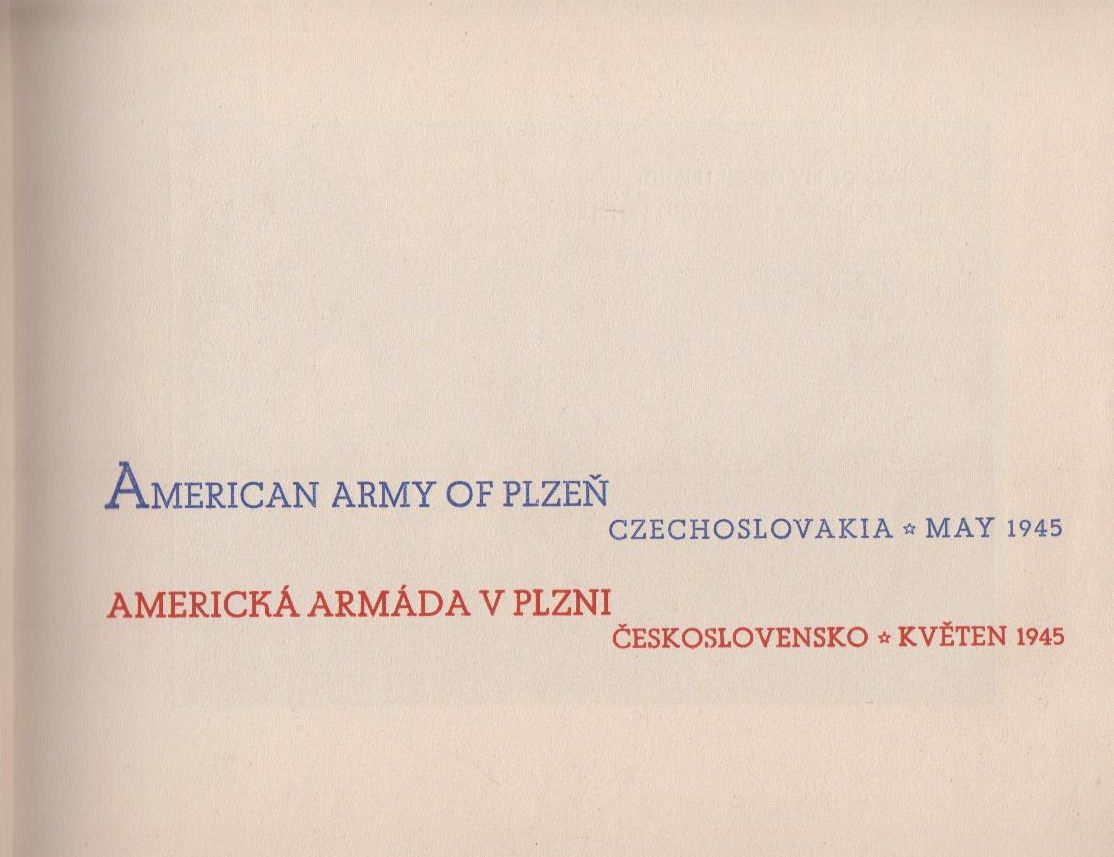 AMERICAN ARMY OF PLZEŇ
CZECHOSLOVAKIA ☆ MAY 1945
AMERICKÁ ARMÁDA V PLZNI
ČESKOSLOVENSKO ☆ KVĚTEN 1945